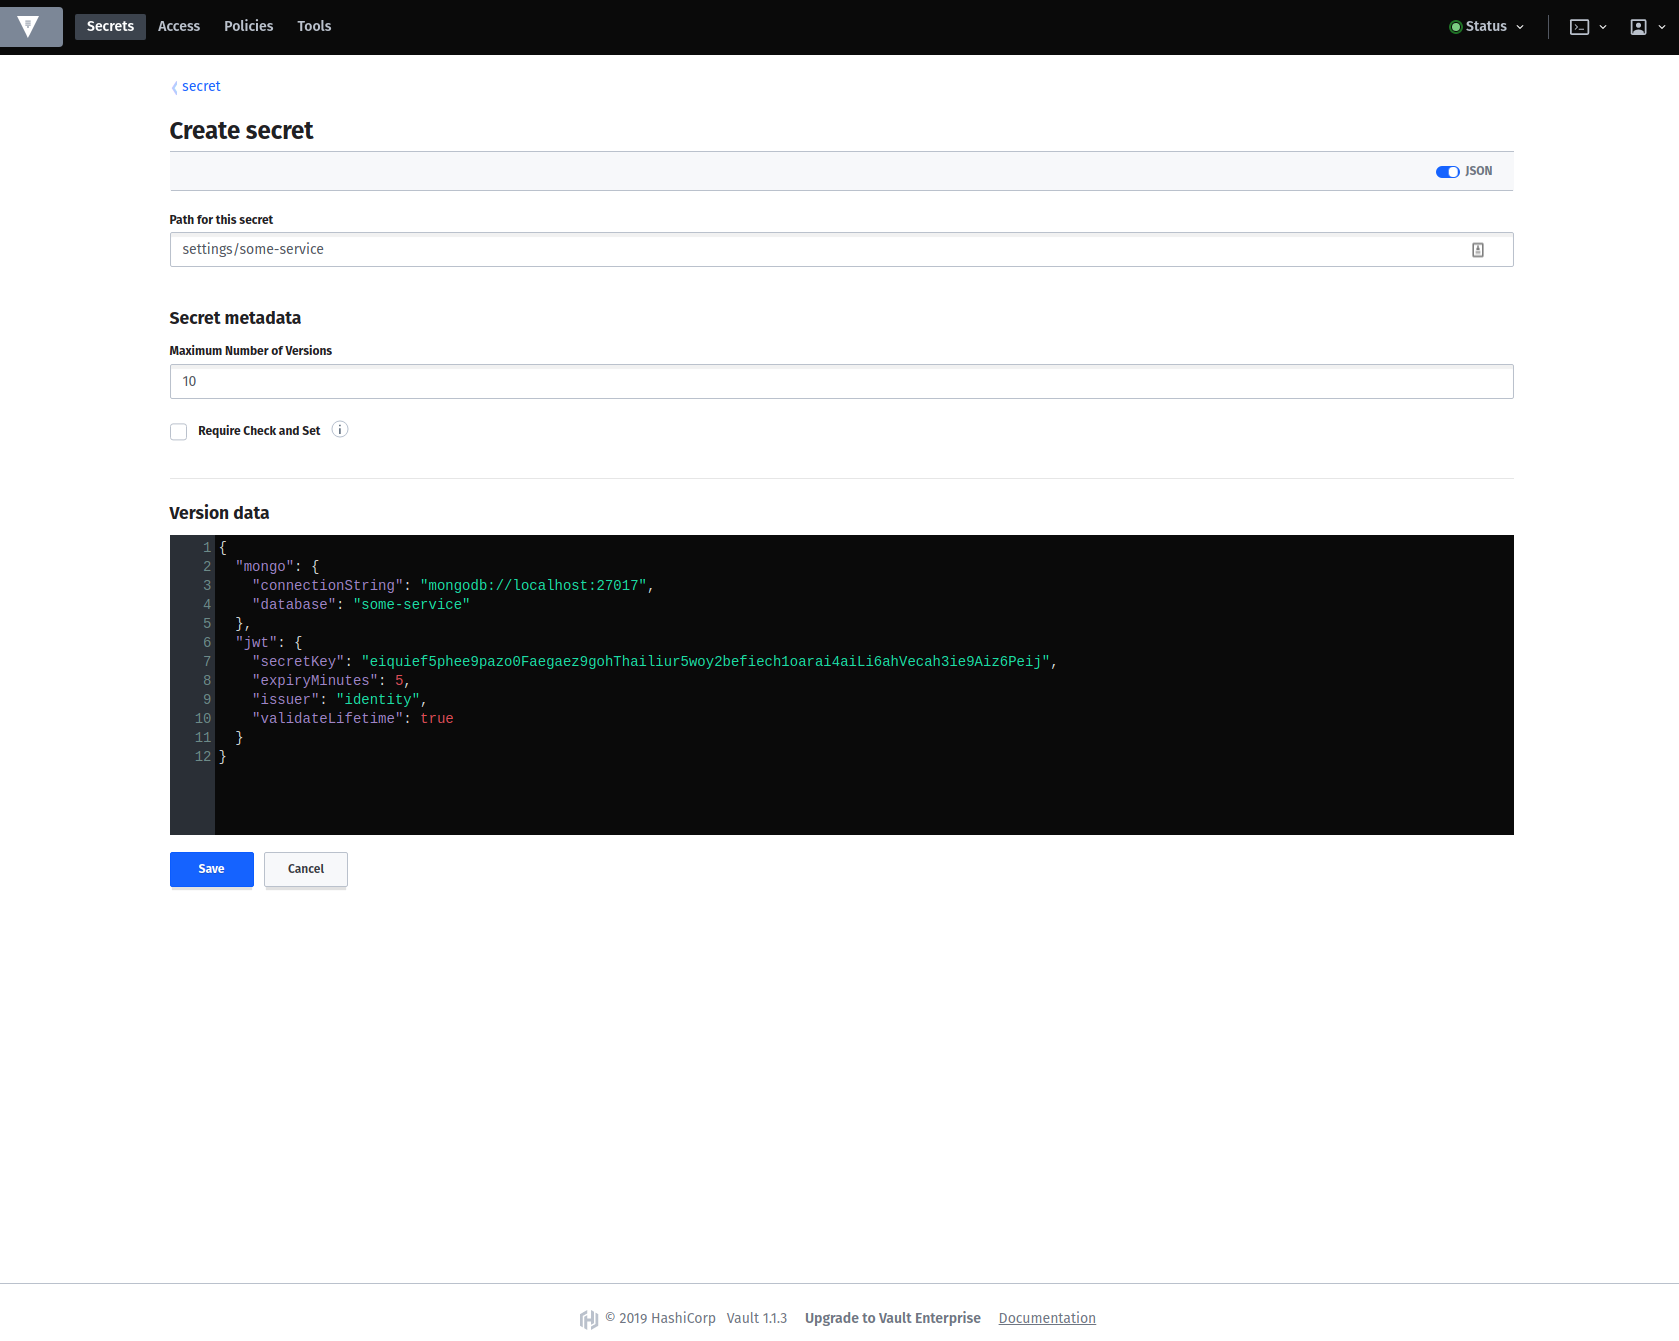 Secrets Access Policies Tools Status
secret
Create secret
JSON
Path for this secret
settings/some-service
Secret metadata
Maximum Number of Versions
10
Require Check and Set
Version data
1 {
2 "mongo": {
3 "connectionString": "mongodb://localhost:27017",
4 "database": "some-service"
5 },
6 "jwt": {
7 "secretKey": "eiquief5phee9pazo0Faegaez9gohThailiur5woy2befiech1oarai4aiLi6ahVecah3ie9Aiz6Peij",
8 "expiryMinutes": 5,
9 "issuer": "identity",
10 "validateLifetime": true
11 }
12 }
Save Cancel
© 2019 HashiCorp Vault 1.1.3 Upgrade to Vault Enterprise Documentation